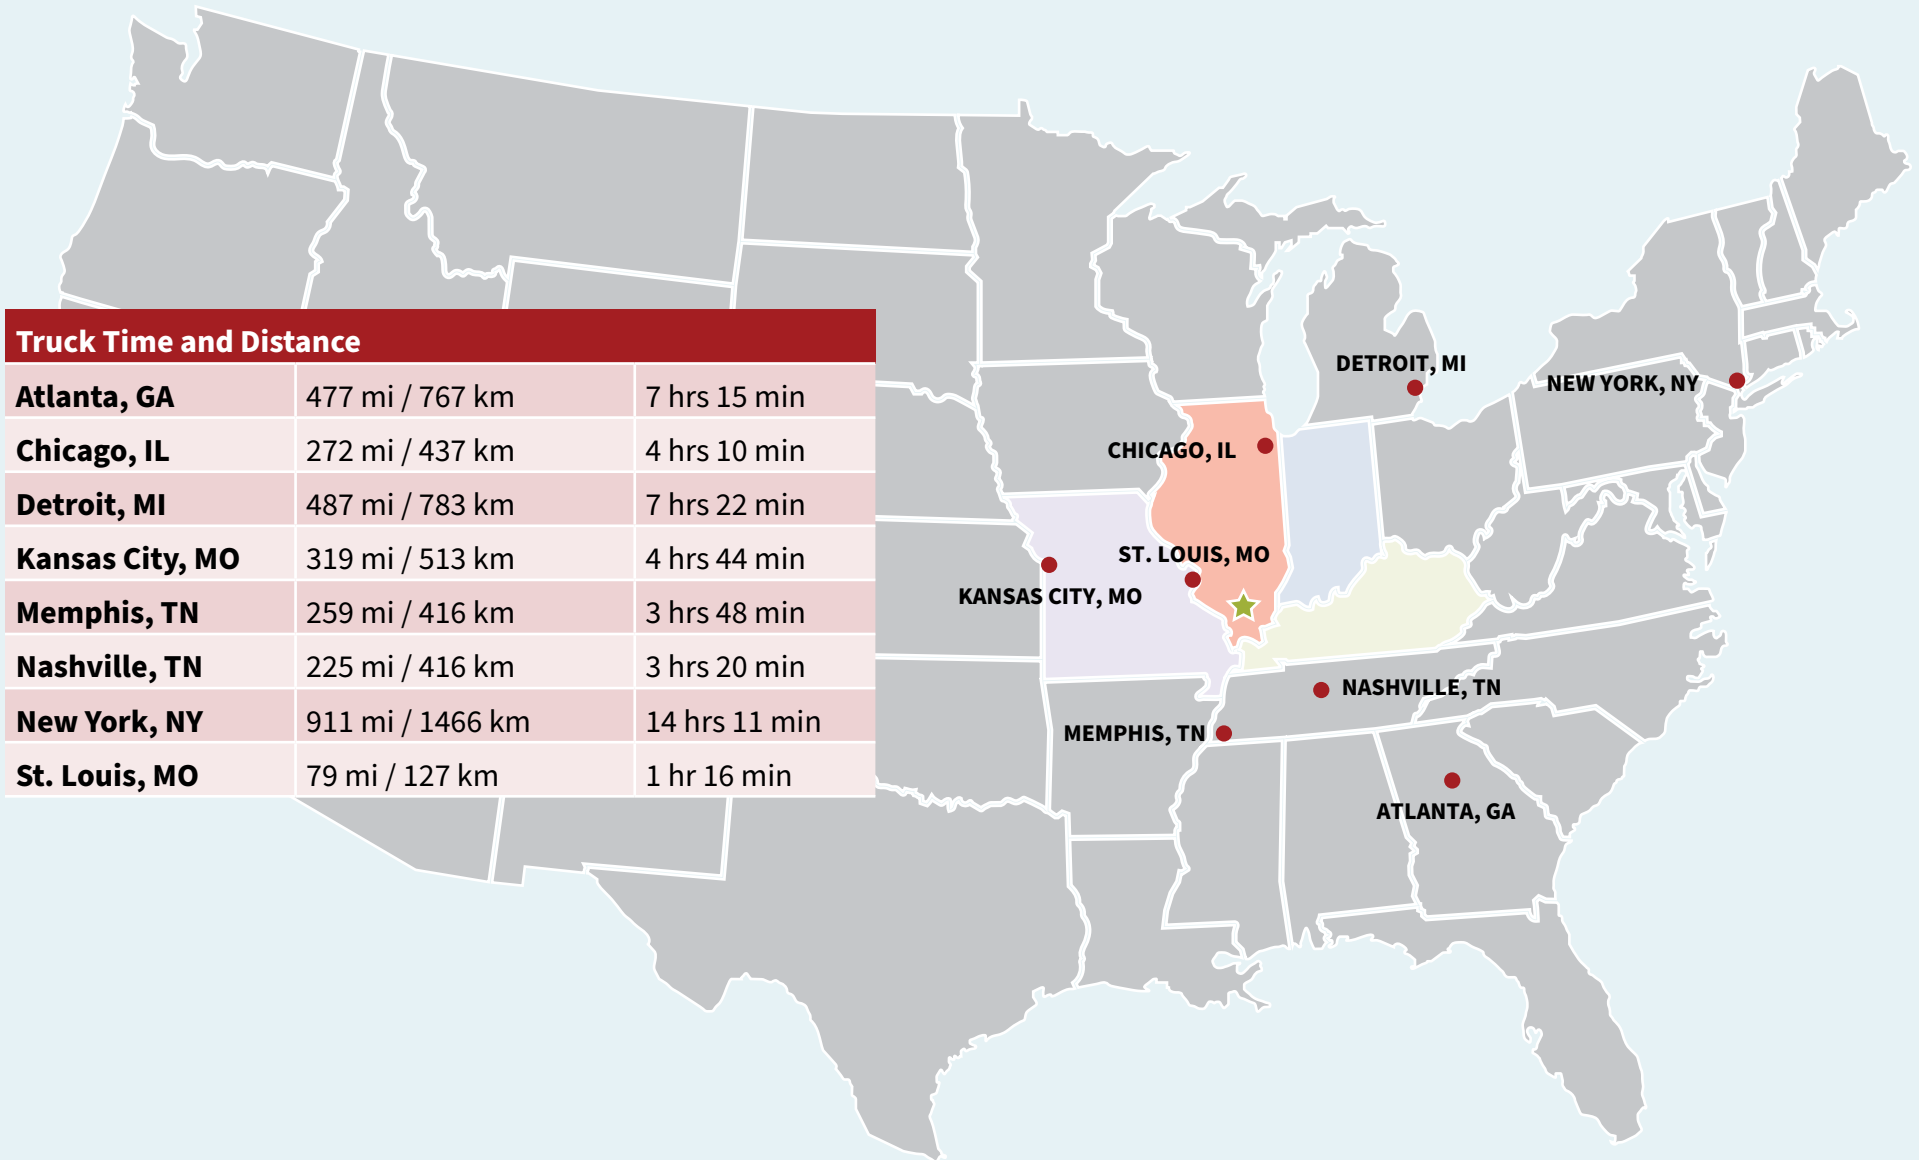 Truck Time and Distance
Atlanta, GA 477 mi / 767 km 7 hrs 15 min
Chicago, IL 272 mi / 437 km 4 hrs 10 min
Detroit, MI 487 mi / 783 km 7 hrs 22 min
Kansas City, MO 319 mi / 513 km 4 hrs 44 min
Memphis, TN 259 mi / 416 km 3 hrs 48 min
Nashville, TN 225 mi / 416 km 3 hrs 20 min
New York, NY 911 mi / 1466 km 14 hrs 11 min
St. Louis, MO 79 mi / 127 km 1 hr 16 min
DETROIT, MI
NEW YORK, NY
CHICAGO, IL
ST. LOUIS, MO
KANSAS CITY, MO
NASHVILLE, TN
MEMPHIS, TN
ATLANTA, GA